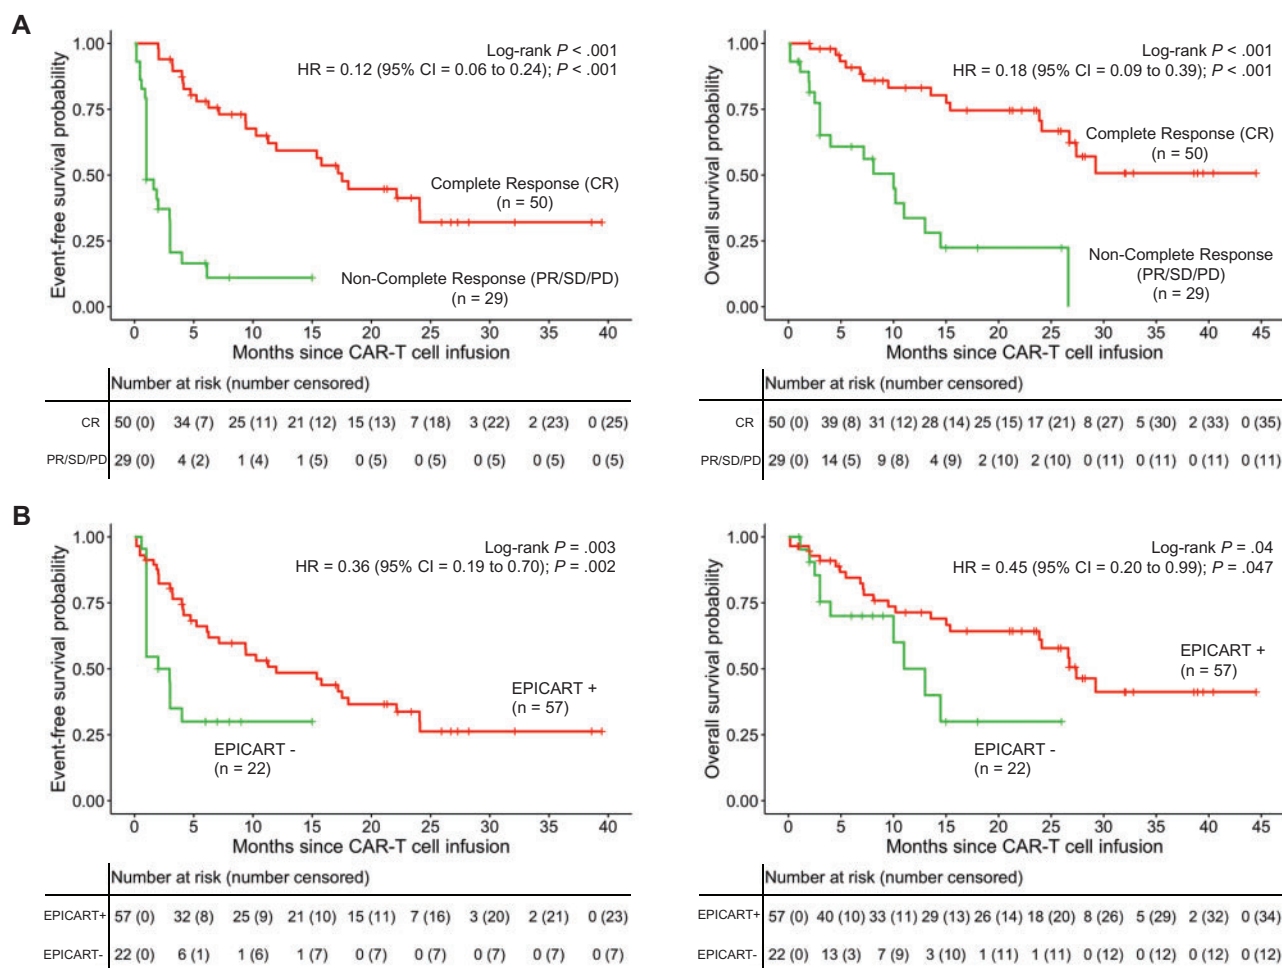 A
Event-free survival probability
1.00
0.75
0.50
0.25
0.00
Log-rank P < .001
HR = 0.12 (95% CI = 0.06 to 0.24); P < .001
Complete Response (CR)
(n = 50)
Non-Complete Response (PR/SD/PD)
(n = 29)
0 5 10 15 20 25 30 35 40
Months since CAR-T cell infusion
Number at risk (number censored)
CR 50 (0) 34 (7) 25 (11) 21 (12) 15 (13) 7 (18) 3 (22) 2 (23) 0 (25)
PR/SD/PD 29 (0) 4 (2) 1 (4) 1 (5) 0 (5) 0 (5) 0 (5) 0 (5) 0 (5)
Overall survival probability
1.00
0.75
0.50
0.25
0.00
Log-rank P < .001
HR = 0.18 (95% CI = 0.09 to 0.39); P < .001
Complete Response (CR)
(n = 50)
Non-Complete Response
(PR/SD/PD)
(n = 29)
0 5 10 15 20 25 30 35 40 45
Months since CAR-T cell infusion
Number at risk (number censored)
CR 50 (0) 39 (8) 31 (12) 28 (14) 25 (15) 17 (21) 8 (27) 5 (30) 2 (33) 0 (35)
PR/SD/PD 29 (0) 14 (5) 9 (8) 4 (9) 2 (10) 2 (10) 0 (11) 0 (11) 0 (11) 0 (11)
B
Event-free survival probability
1.00
0.75
0.50
0.25
0.00
Log-rank P = .003
HR = 0.36 (95% CI = 0.19 to 0.70); P = .002
EPICART +
(n = 57)
EPICART -
(n = 22)
0 5 10 15 20 25 30 35 40
Months since CAR-T cell infusion
Number at risk (number censored)
EPICART+ 57 (0) 32 (8) 25 (9) 21 (10) 15 (11) 7 (16) 3 (20) 2 (21) 0 (23)
EPICART- 22 (0) 6 (1) 1 (6) 1 (7) 0 (7) 0 (7) 0 (7) 0 (7) 0 (7)
Overall survival probability
1.00
0.75
0.50
0.25
0.00
Log-rank P = .04
HR = 0.45 (95% CI = 0.20 to 0.99); P = .047
EPICART +
(n = 57)
EPICART -
(n = 22)
0 5 10 15 20 25 30 35 40 45
Months since CAR-T cell infusion
Number at risk (number censored)
EPICART+ 57 (0) 40 (10) 33 (11) 29 (13) 26 (14) 18 (20) 8 (26) 5 (29) 2 (32) 0 (34)
EPICART- 22 (0) 13 (3) 7 (9) 3 (10) 1 (11) 1 (11) 0 (12) 0 (12) 0 (12) 0 (12)